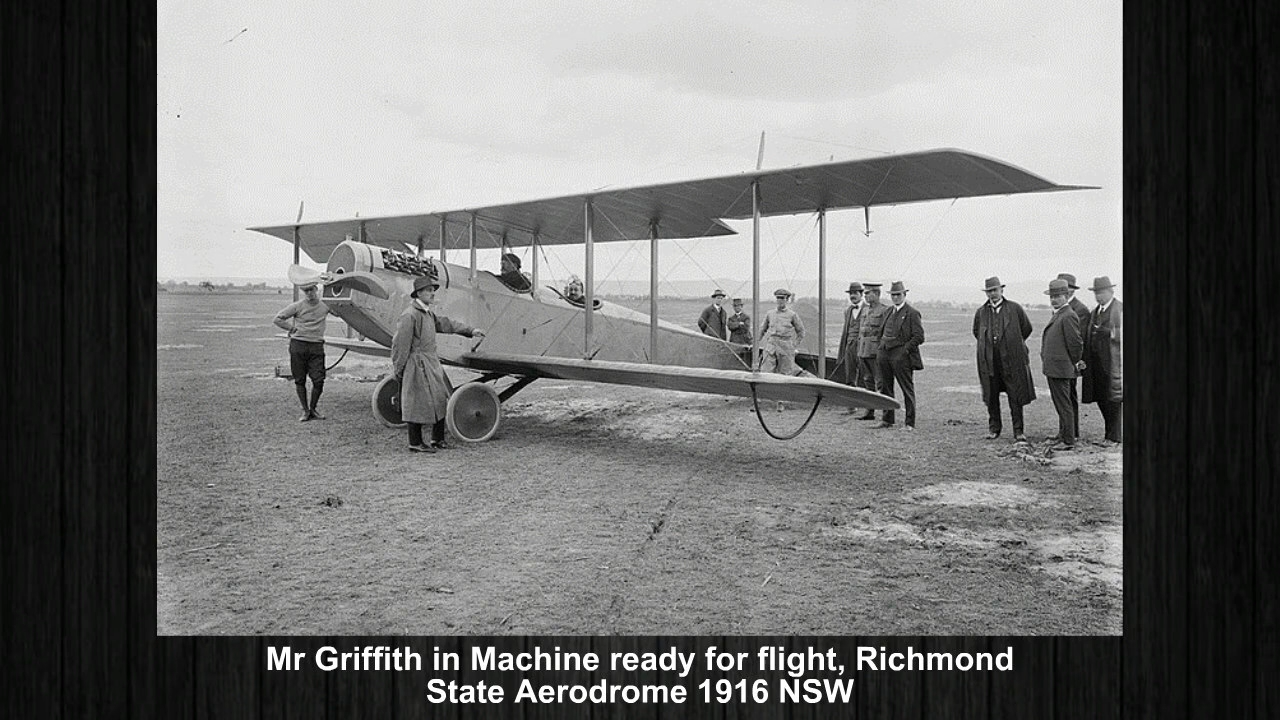 Mr Griffith in Machine ready for flight, Richmond
State Aerodrome 1916 NSW